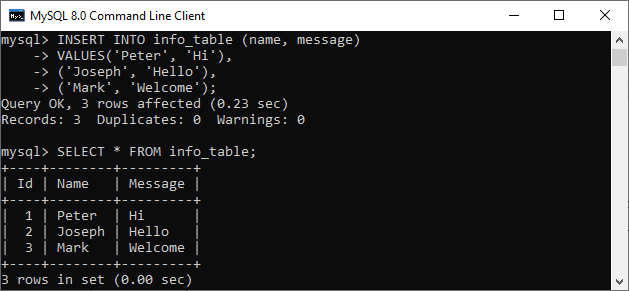 MySQL 8.0 Command Line Client
mysql> INSERT INTO info_table (name, message)
    -> VALUES('Peter', 'Hi'),
    -> ('Joseph', 'Hello'),
    -> ('Mark', 'Welcome');
Query OK, 3 rows affected (0.23 sec)
Records: 3  Duplicates: 0  Warnings: 0
mysql> SELECT * FROM info_table;
+----+--------+---------+
| Id | Name   | Message |
+----+--------+---------+
|  1 | Peter  | Hi      |
|  2 | Joseph | Hello   |
|  3 | Mark   | Welcome |
+----+--------+---------+
3 rows in set (0.00 sec)